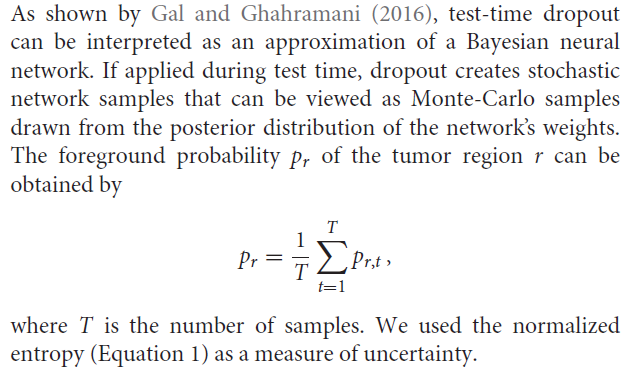 As shown by Gal and Ghahramani (2016), test-time dropout
can be interpreted as an approximation of a Bayesian neural
network. If applied during test time, dropout creates stochastic
network samples that can be viewed as Monte-Carlo samples
drawn from the posterior distribution of the network's weights.
The foreground probability p_r of the tumor region r can be
obtained by
p_r = \frac{1}{T} \sum_{t=1}^{T} p_{r,t} ,
where T is the number of samples. We used the normalized
entropy (Equation 1) as a measure of uncertainty.